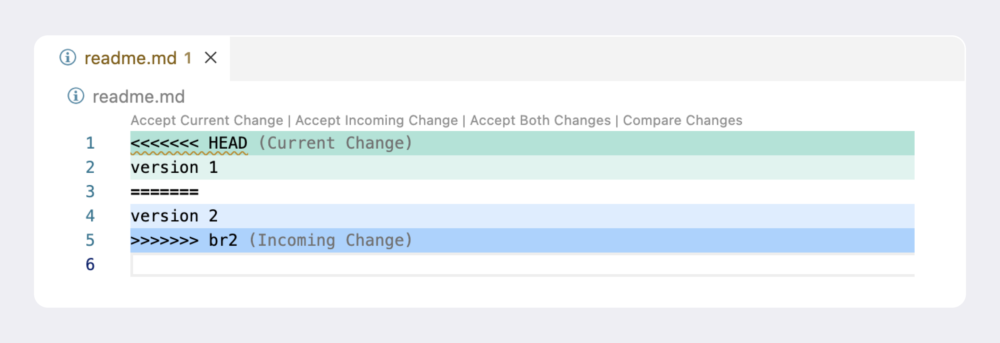 readme.md 1
readme.md
Accept Current Change | Accept Incoming Change | Accept Both Changes | Compare Changes
1 <<<<<<< HEAD (Current Change)
2 version 1
3 =======
4 version 2
5 >>>>>>> br2 (Incoming Change)
6